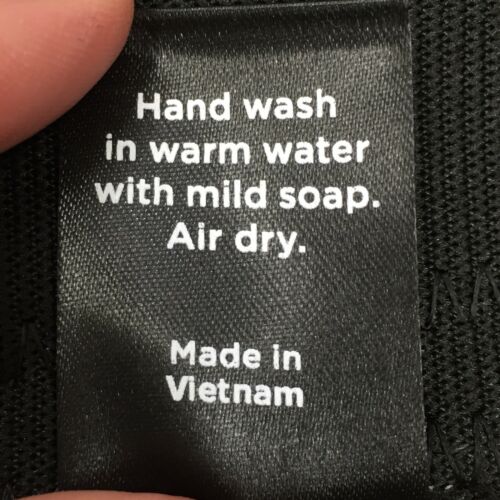 Hand wash
in warm water
with mild soap.
Air dry.
Made in
Vietnam